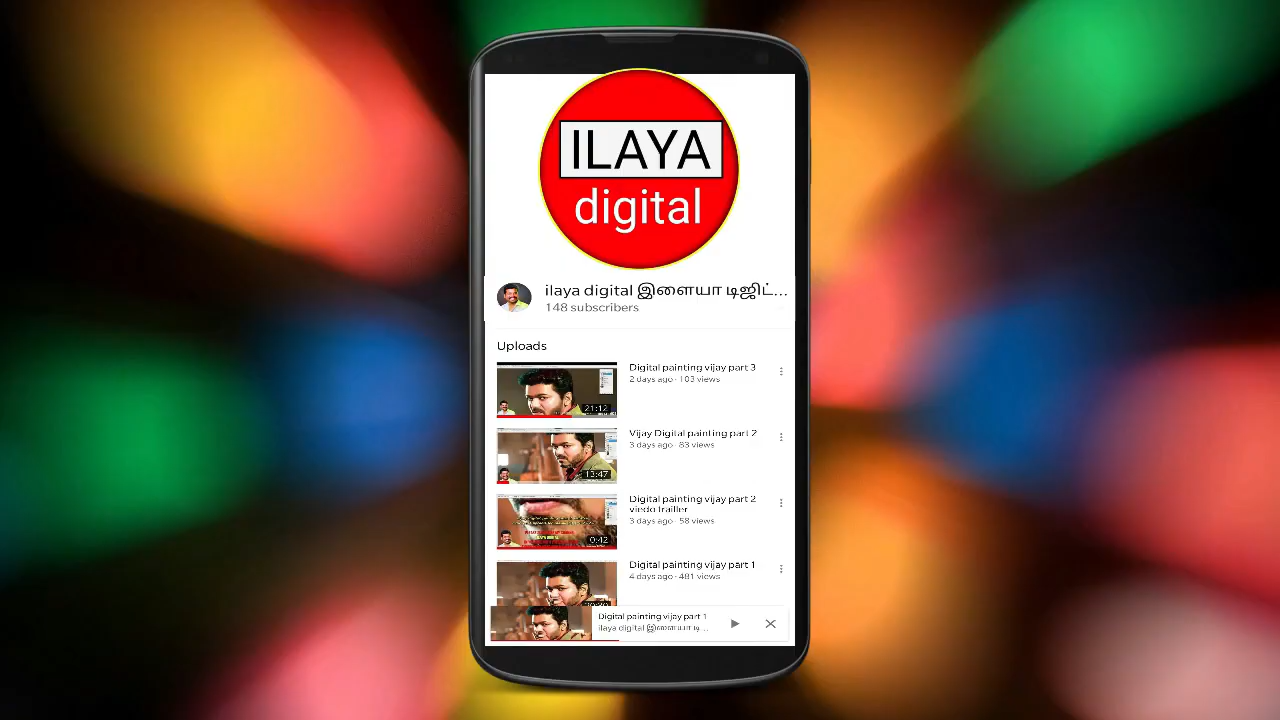 ILAYA
digital
ilaya digital இளையா டிஜிட்...
148 subscribers
Uploads
Digital painting vijay part 3
2 days ago · 103 views
21:12
Vijay Digital painting part 2
3 days ago · 83 views
13:47
Digital painting vijay part 2
viedo trailler
3 days ago · 58 views
0:42
Digital painting vijay part 1
4 days ago · 481 views
Digital painting vijay part 1
ilaya digital இளையா டி...